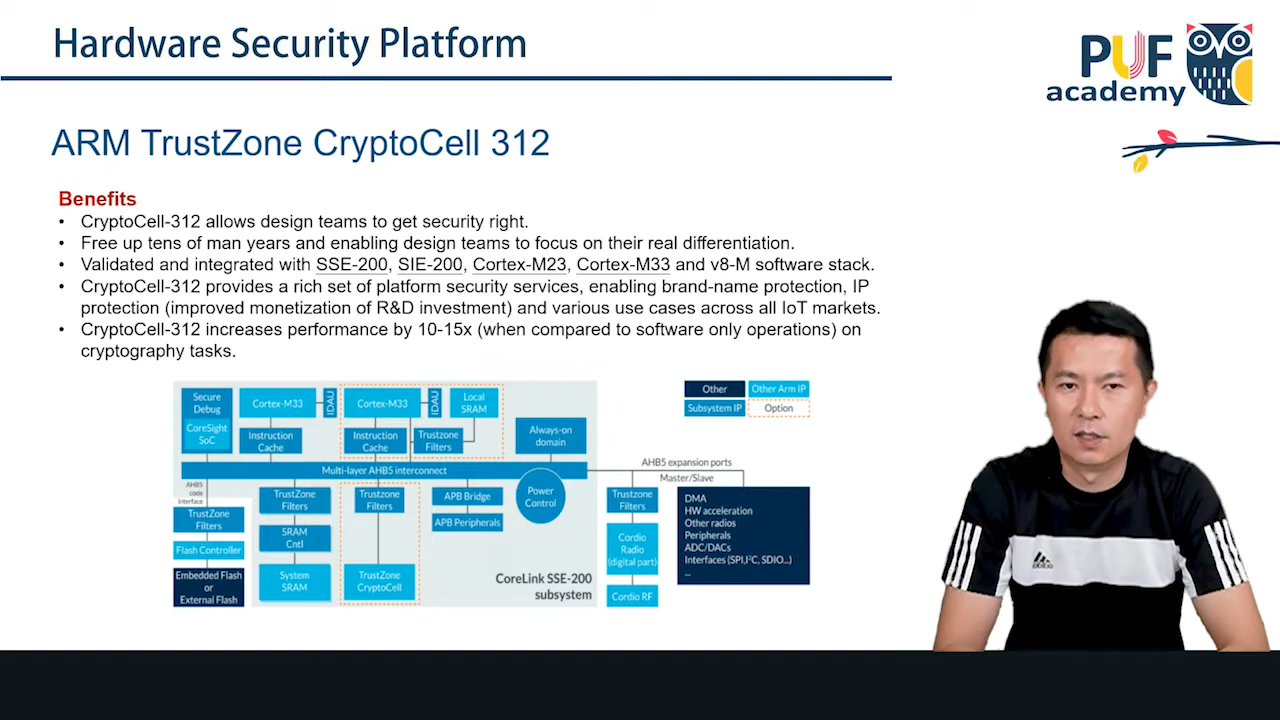 Hardware Security Platform
PUF
academy
ARM TrustZone CryptoCell 312
Benefits
• CryptoCell-312 allows design teams to get security right.
• Free up tens of man years and enabling design teams to focus on their real differentiation.
• Validated and integrated with SSE-200, SIE-200, Cortex-M23, Cortex-M33 and v8-M software stack.
• CryptoCell-312 provides a rich set of platform security services, enabling brand-name protection, IP
protection (improved monetization of R&D investment) and various use cases across all IoT markets.
• CryptoCell-312 increases performance by 10-15x (when compared to software only operations) on
cryptography tasks.
Secure
Debug
CoreSight
SoC
Cortex-M33
IDAU
Instruction
Cache
Cortex-M33
IDAU
Local
SRAM
Instruction
Cache
Trustzone
Filters
Always-on
domain
Other
Other Arm IP
Subsystem IP
Option
Multi-layer AHB5 interconnect
AHB5
code
interface
TrustZone
Filters
Flash Controller
Embedded Flash
or
External Flash
TrustZone
Filters
SRAM
Cntl
System
SRAM
Trustzone
Filters
TrustZone
CryptoCell
APB Bridge
APB Peripherals
Power
Control
CoreLink SSE-200
subsystem
AHB5 expansion ports
Master/Slave
Trustzone
Filters
Cordio
Radio
(digital part)
Cordio RF
DMA
HW acceleration
Other radios
Peripherals
ADC/DACs
Interfaces (SPI,I²C, SDIO...)
...
adidas